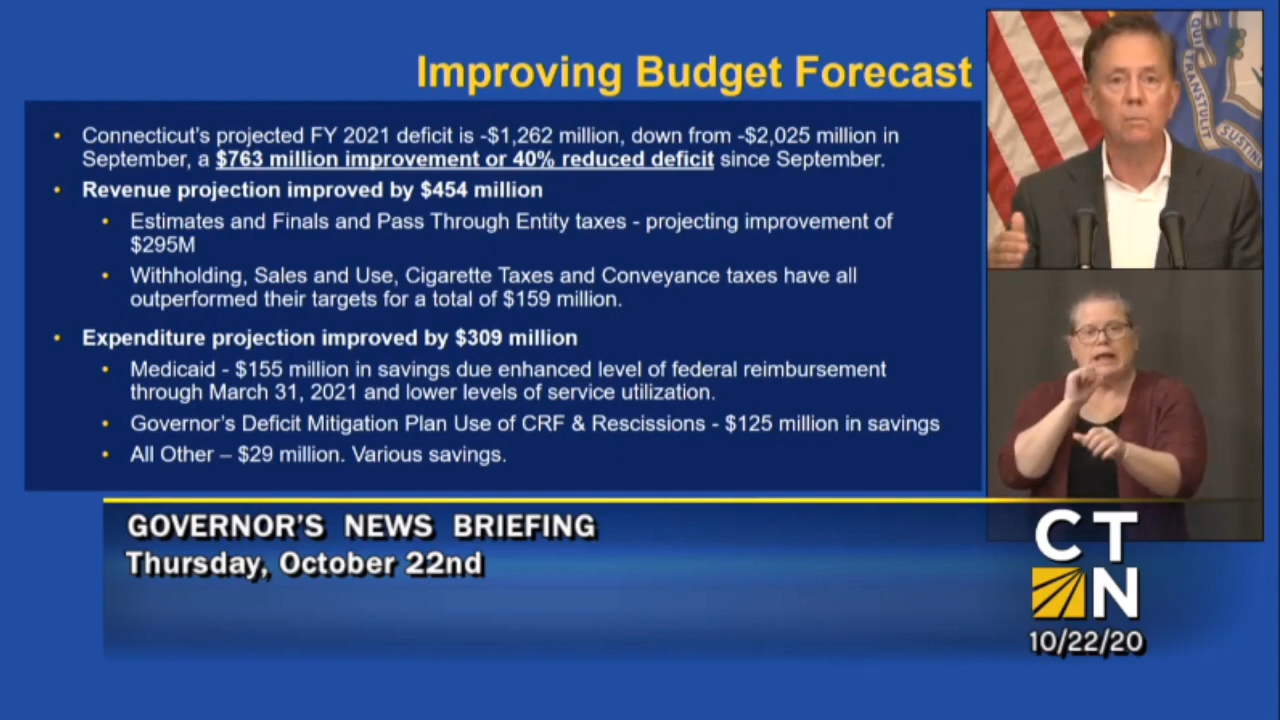 Improving Budget Forecast
• Connecticut's projected FY 2021 deficit is -$1,262 million, down from -$2,025 million in
September, a $763 million improvement or 40% reduced deficit since September.
• Revenue projection improved by $454 million
• Estimates and Finals and Pass Through Entity taxes - projecting improvement of
$295M
• Withholding, Sales and Use, Cigarette Taxes and Conveyance taxes have all
outperformed their targets for a total of $159 million.
• Expenditure projection improved by $309 million
• Medicaid - $155 million in savings due enhanced level of federal reimbursement
through March 31, 2021 and lower levels of service utilization.
• Governor's Deficit Mitigation Plan Use of CRF & Rescissions - $125 million in savings
• All Other – $29 million. Various savings.
QUI TRANSTULIT
GOVERNOR'S NEWS BRIEFING
Thursday, October 22nd
CT
N
10/22/20